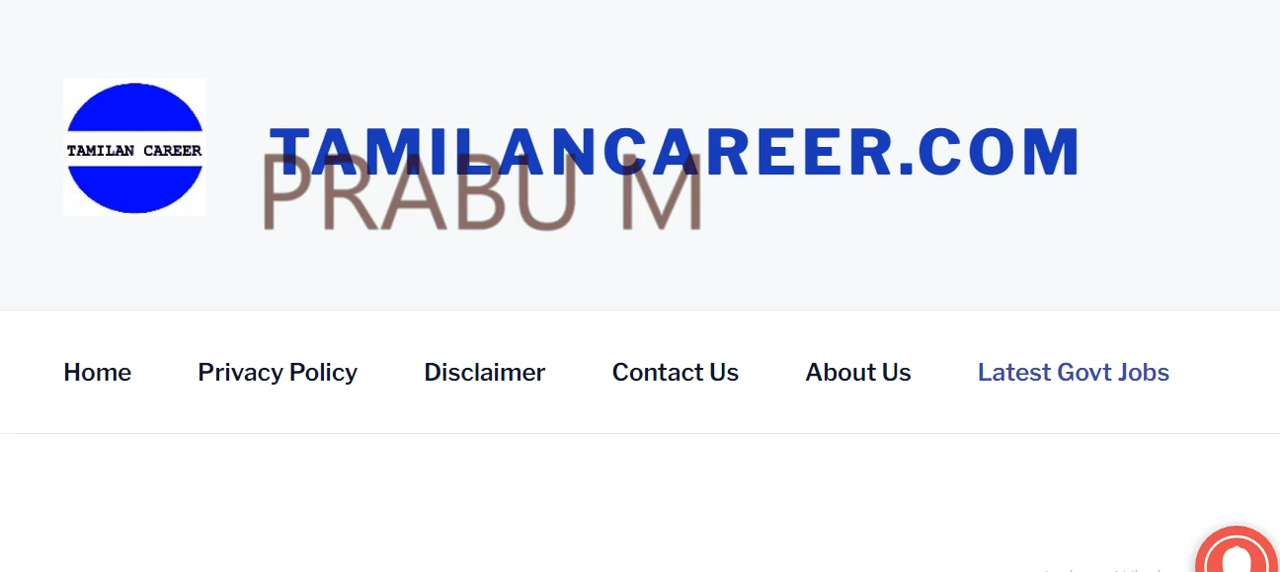 TAMILAN CAREER
TAMILANCAREER.COM
PRABU M
Home Privacy Policy Disclaimer Contact Us About Us Latest Govt Jobs